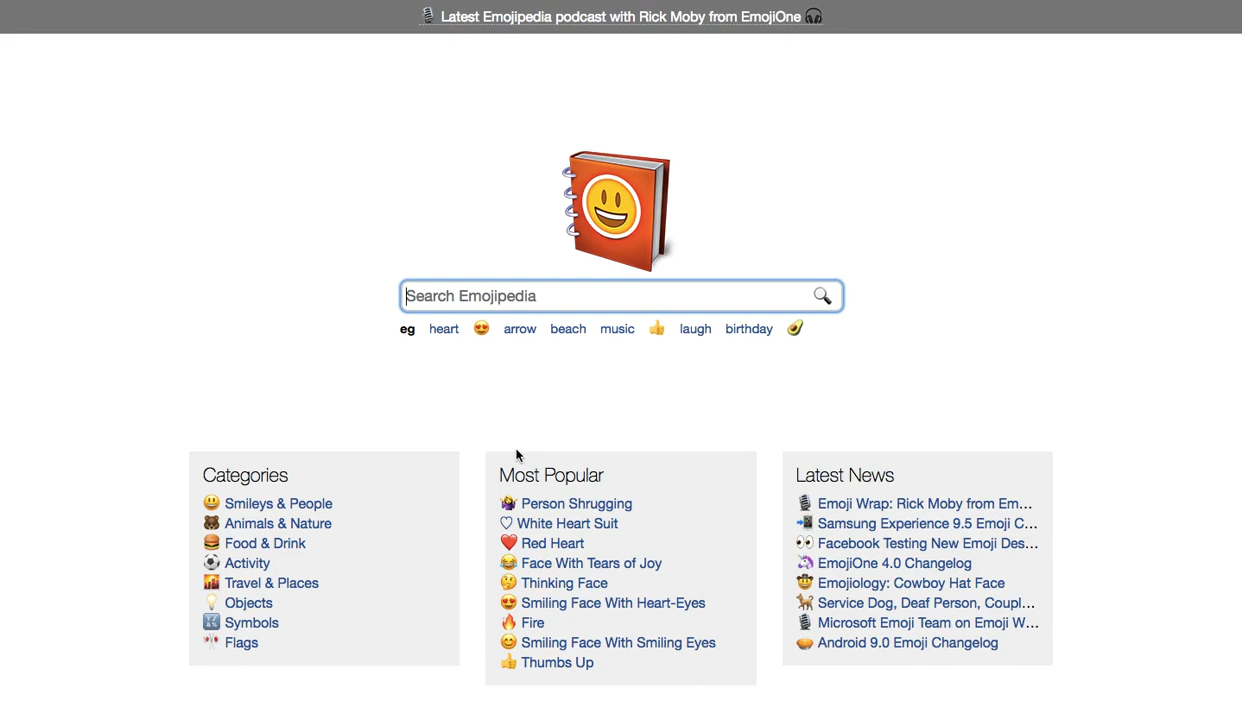 Latest Emojipedia podcast with Rick Moby from EmojiOne
Search Emojipedia
eg heart arrow beach music laugh birthday
Categories
Smileys & People
Animals & Nature
Food & Drink
Activity
Travel & Places
Objects
Symbols
Flags
Most Popular
Person Shrugging
White Heart Suit
Red Heart
Face With Tears of Joy
Thinking Face
Smiling Face With Heart-Eyes
Fire
Smiling Face With Smiling Eyes
Thumbs Up
Latest News
Emoji Wrap: Rick Moby from Em...
Samsung Experience 9.5 Emoji C...
Facebook Testing New Emoji Des...
EmojiOne 4.0 Changelog
Emojiology: Cowboy Hat Face
Service Dog, Deaf Person, Coupl...
Microsoft Emoji Team on Emoji W...
Android 9.0 Emoji Changelog